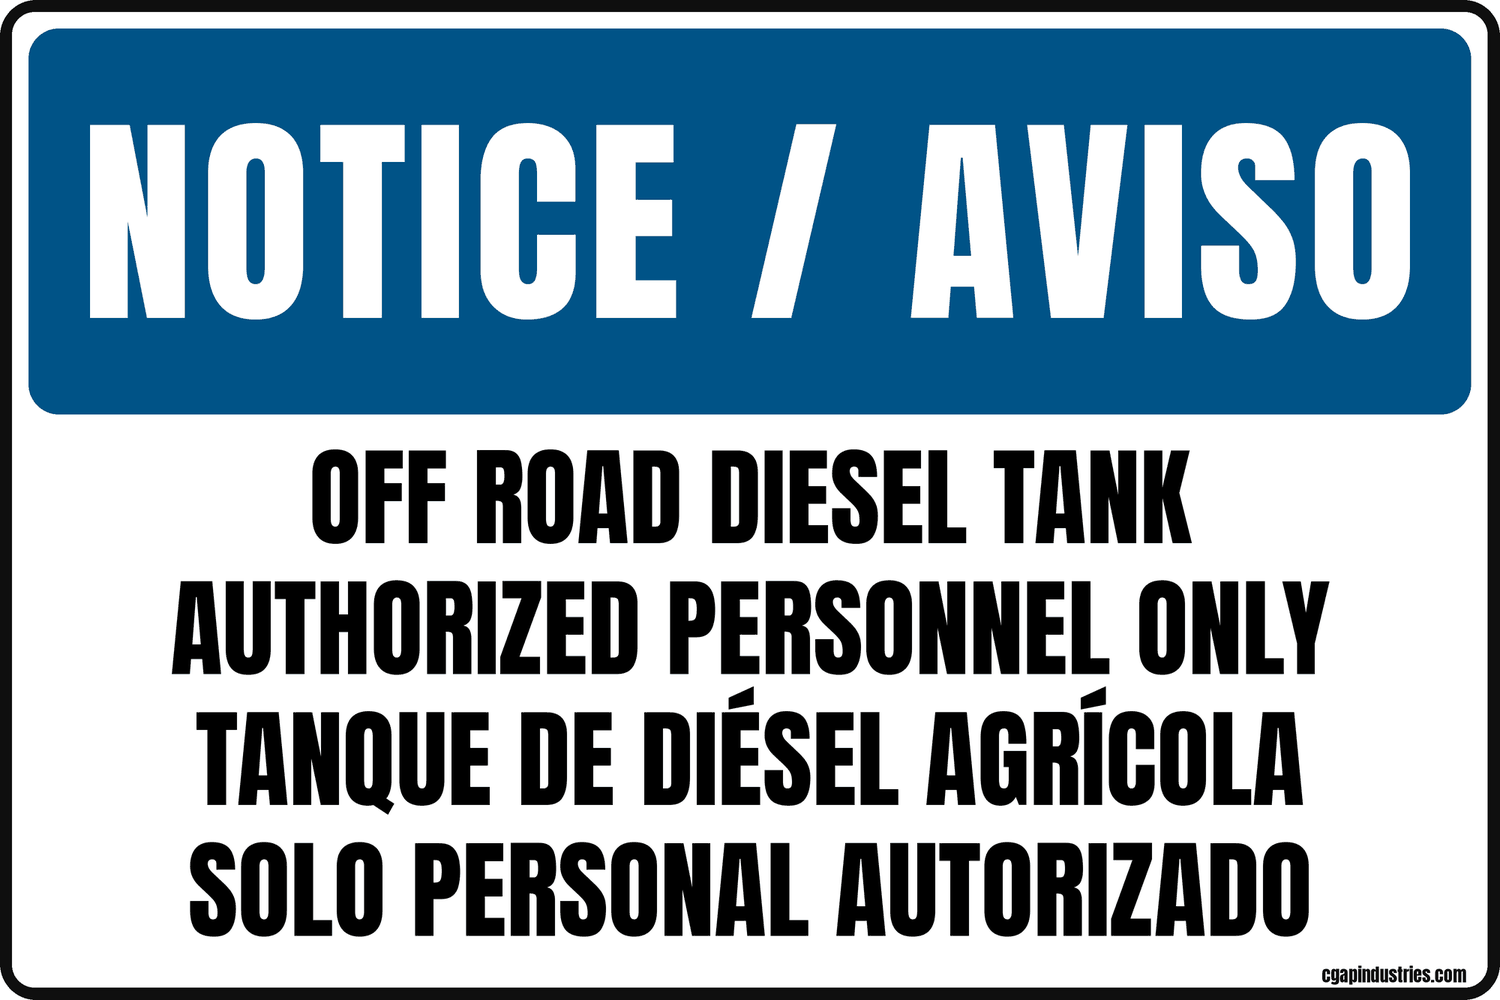 NOTICE / AVISO
OFF ROAD DIESEL TANK
AUTHORIZED PERSONNEL ONLY
TANQUE DE DIÉSEL AGRÍCOLA
SOLO PERSONAL AUTORIZADO
cgapindustries.com